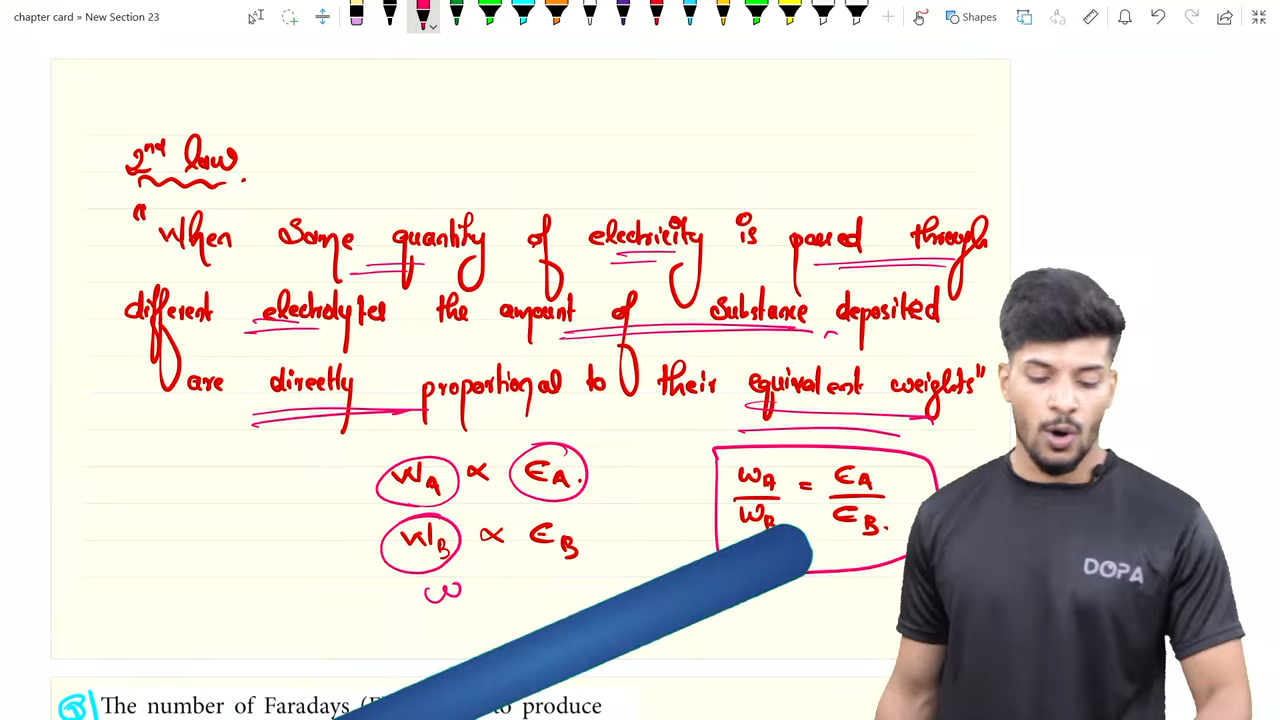 chapter card » New Section 23
Shapes
2nd law.
"When Same quantity of electricity is passed through
different electrolytes the amount of Substance deposited
are directly proportional to their equivalent weights"
WA ∝ EA.
WB ∝ EB
ω
WA/WB = EA/EB.
DOPA
The number of Faradays to produce